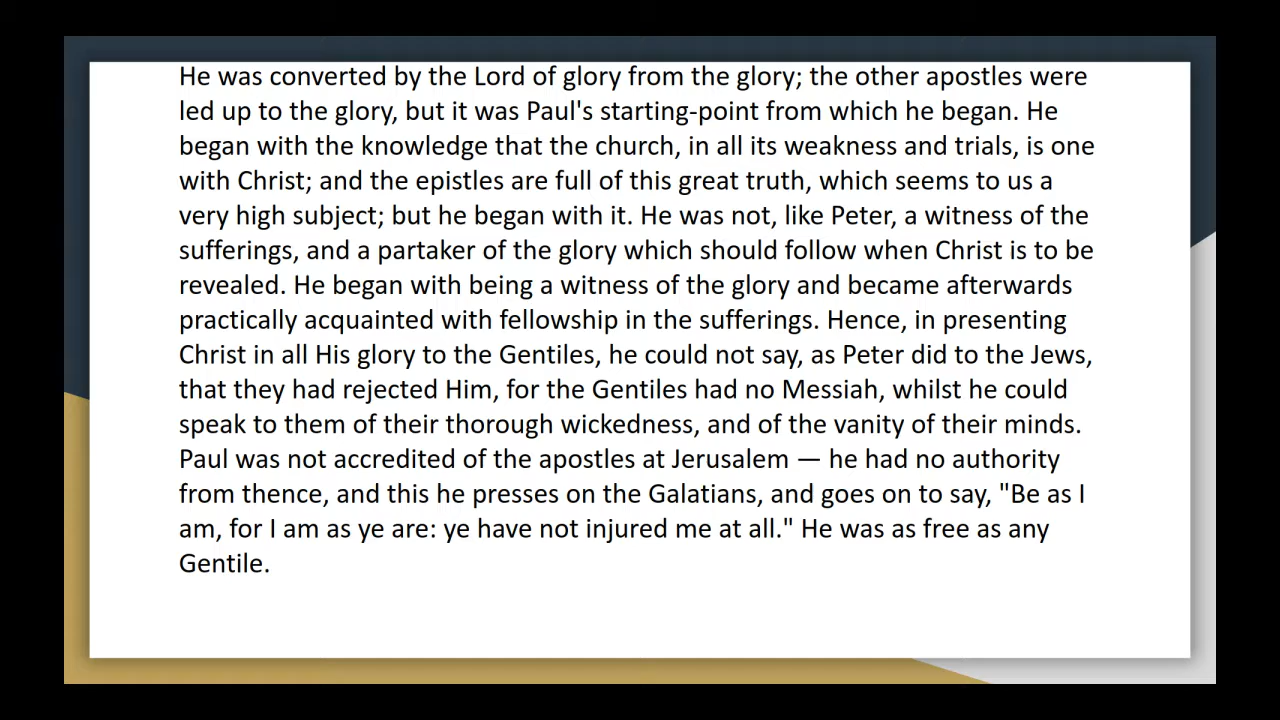 He was converted by the Lord of glory from the glory; the other apostles were
led up to the glory, but it was Paul's starting-point from which he began. He
began with the knowledge that the church, in all its weakness and trials, is one
with Christ; and the epistles are full of this great truth, which seems to us a
very high subject; but he began with it. He was not, like Peter, a witness of the
sufferings, and a partaker of the glory which should follow when Christ is to be
revealed. He began with being a witness of the glory and became afterwards
practically acquainted with fellowship in the sufferings. Hence, in presenting
Christ in all His glory to the Gentiles, he could not say, as Peter did to the Jews,
that they had rejected Him, for the Gentiles had no Messiah, whilst he could
speak to them of their thorough wickedness, and of the vanity of their minds.
Paul was not accredited of the apostles at Jerusalem — he had no authority
from thence, and this he presses on the Galatians, and goes on to say, "Be as I
am, for I am as ye are: ye have not injured me at all." He was as free as any
Gentile.